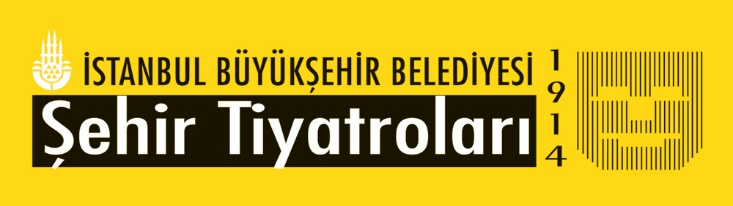 İSTANBUL BÜYÜKŞEHİR BELEDİYESİ
Şehir Tiyatroları
1914